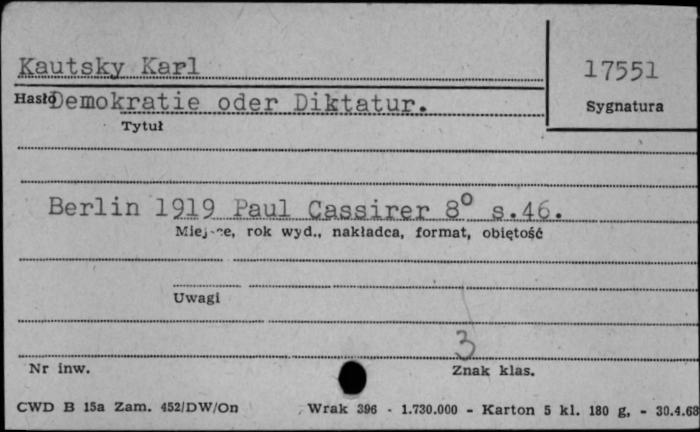 Kautsky Karl
17551
Hasło Demokratie oder Diktatur.
Sygnatura
Tytuł
Berlin 1919 Paul Cassirer 8° s.46.
Miejsce, rok wyd., nakładca, format, obiętość
Uwagi
3
Nr inw.
Znak klas.
CWD B 15a Zam. 452/DW/On Wrak 396 - 1.730.000 - Karton 5 kl. 180 g, - 30.4.68